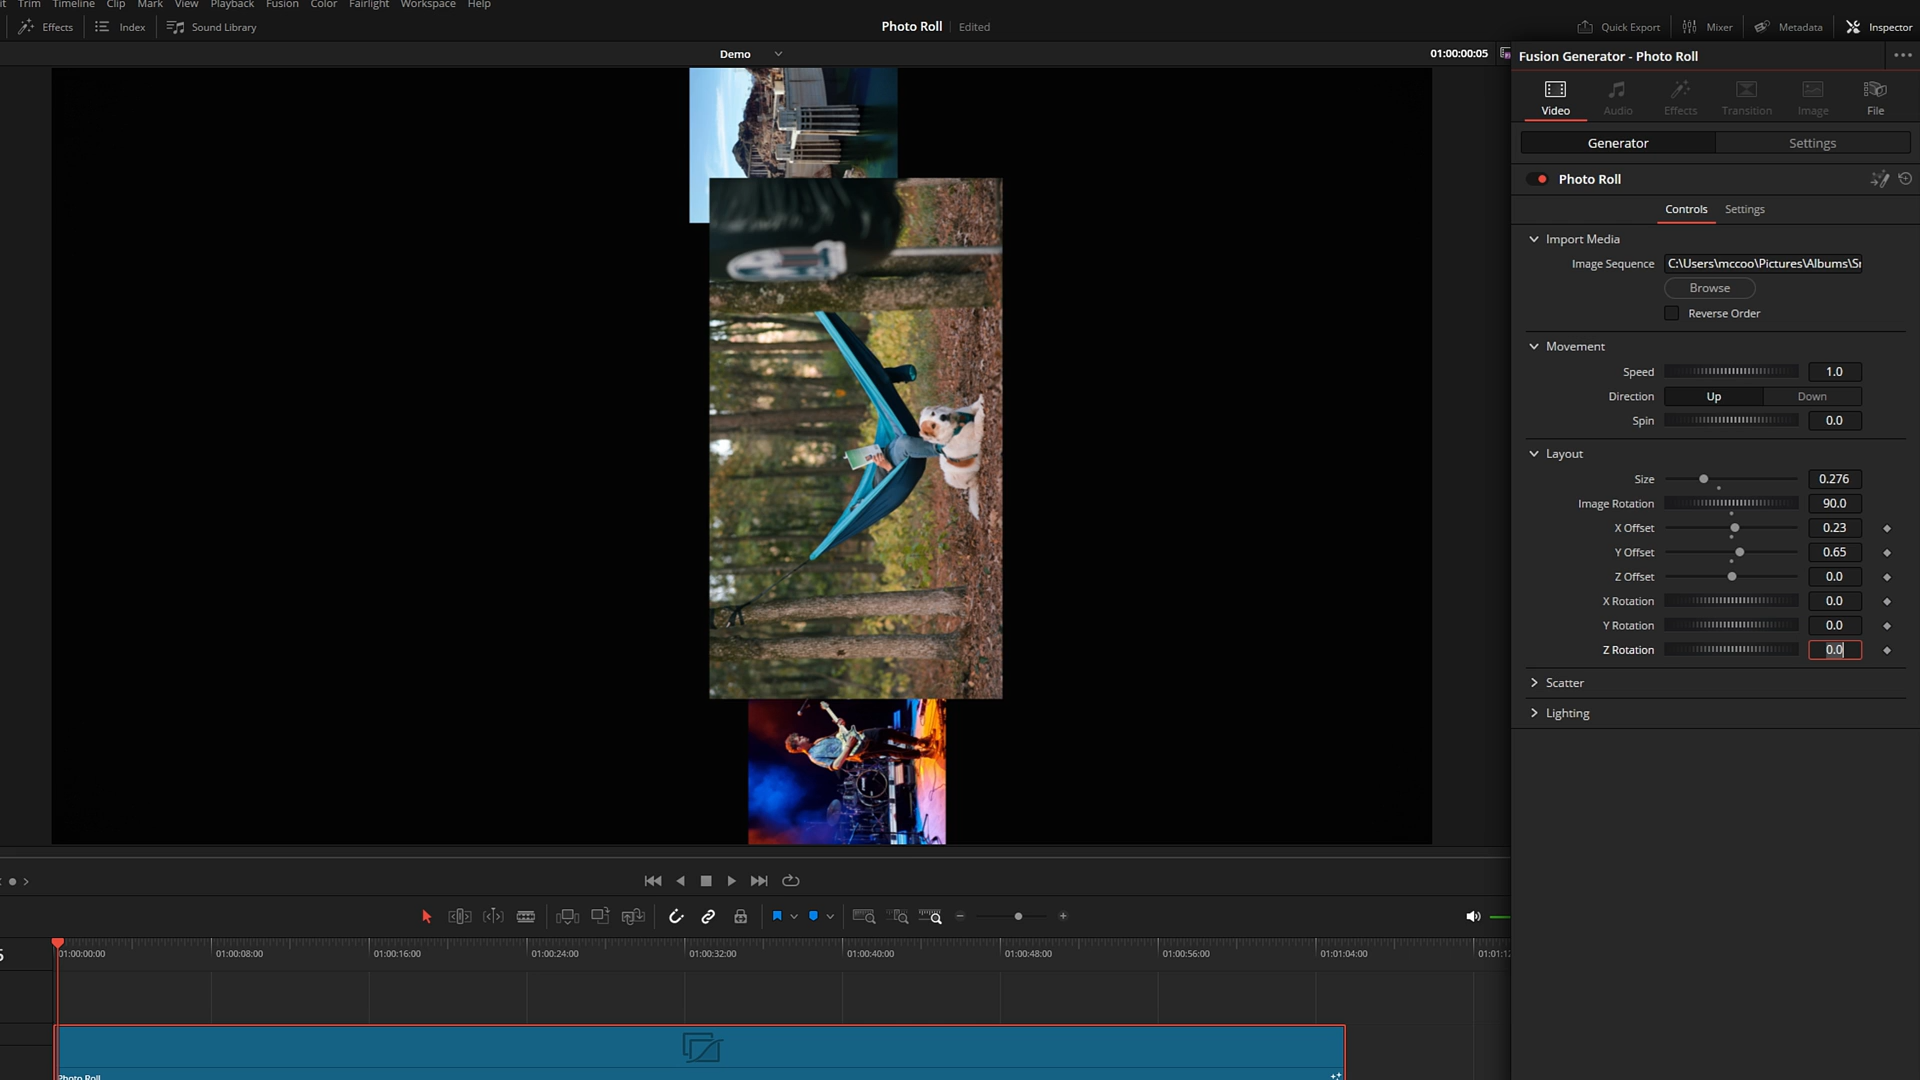 Trim Timeline Clip Mark View Playback Fusion Color Fairlight Workspace Help
Effects Index Sound Library Photo Roll Edited Quick Export Mixer Metadata Inspector
Demo 01:00:00:05
Fusion Generator - Photo Roll
Video Audio Effects Transition Image File
Generator Settings
Photo Roll
Controls Settings
Import Media
Image Sequence C:\Users\mccoo\Pictures\Albums\Sr
Browse
Reverse Order
Movement
Speed 1.0
Direction Up Down
Spin 0.0
Layout
Size 0.276
Image Rotation 90.0
X Offset 0.23
Y Offset 0.65
Z Offset 0.0
X Rotation 0.0
Y Rotation 0.0
Z Rotation 0.0
Scatter
Lighting
01:00:00:00 01:00:08:00 01:00:16:00 01:00:24:00 01:00:32:00 01:00:40:00 01:00:48:00 01:00:56:00 01:01:04:00 01:01:12
Photo Roll